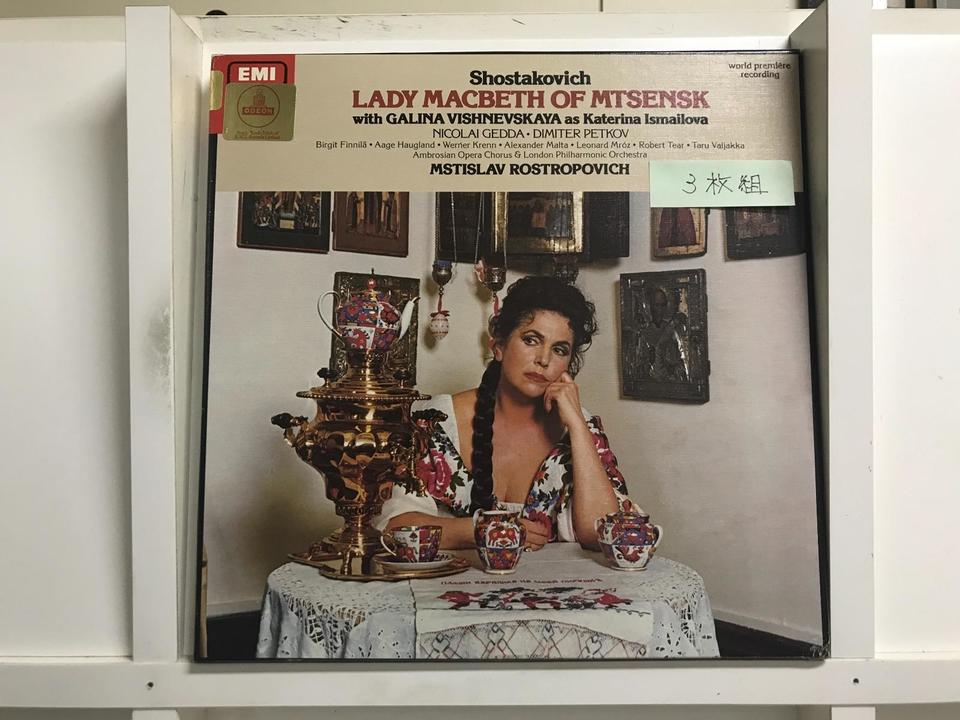 EMI
ODEON
world première
recording
Shostakovich
LADY MACBETH OF MTSENSK
with GALINA VISHNEVSKAYA as Katerina Ismailova
NICOLAI GEDDA • DIMITER PETKOV
Birgit Finnilä • Aage Haugland • Werner Krenn • Alexander Malta • Leonard Mróz • Robert Tear • Taru Valjakka
Ambrosian Opera Chorus & London Philharmonic Orchestra
MSTISLAV ROSTROPOVICH
3枚組